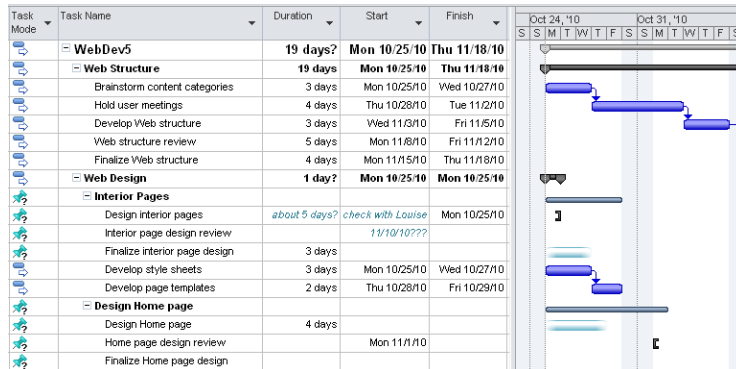 Task Mode Task Name Duration Start Finish Oct 24, '10 Oct 31, '10
S S M T W T F S S M T W T F S
WebDev5 19 days? Mon 10/25/10 Thu 11/18/10
Web Structure 19 days Mon 10/25/10 Thu 11/18/10
Brainstorm content categories 3 days Mon 10/25/10 Wed 10/27/10
Hold user meetings 4 days Thu 10/28/10 Tue 11/2/10
Develop Web structure 3 days Wed 11/3/10 Fri 11/5/10
Web structure review 5 days Mon 11/8/10 Fri 11/12/10
Finalize Web structure 4 days Mon 11/15/10 Thu 11/18/10
Web Design 1 day? Mon 10/25/10 Mon 10/25/10
Interior Pages
Design interior pages about 5 days? check with Louise Mon 10/25/10
Interior page design review 11/10/10???
Finalize interior page design 3 days
Develop style sheets 3 days Mon 10/25/10 Wed 10/27/10
Develop page templates 2 days Thu 10/28/10 Fri 10/29/10
Design Home page
Design Home page 4 days
Home page design review Mon 11/1/10
Finalize Home page design